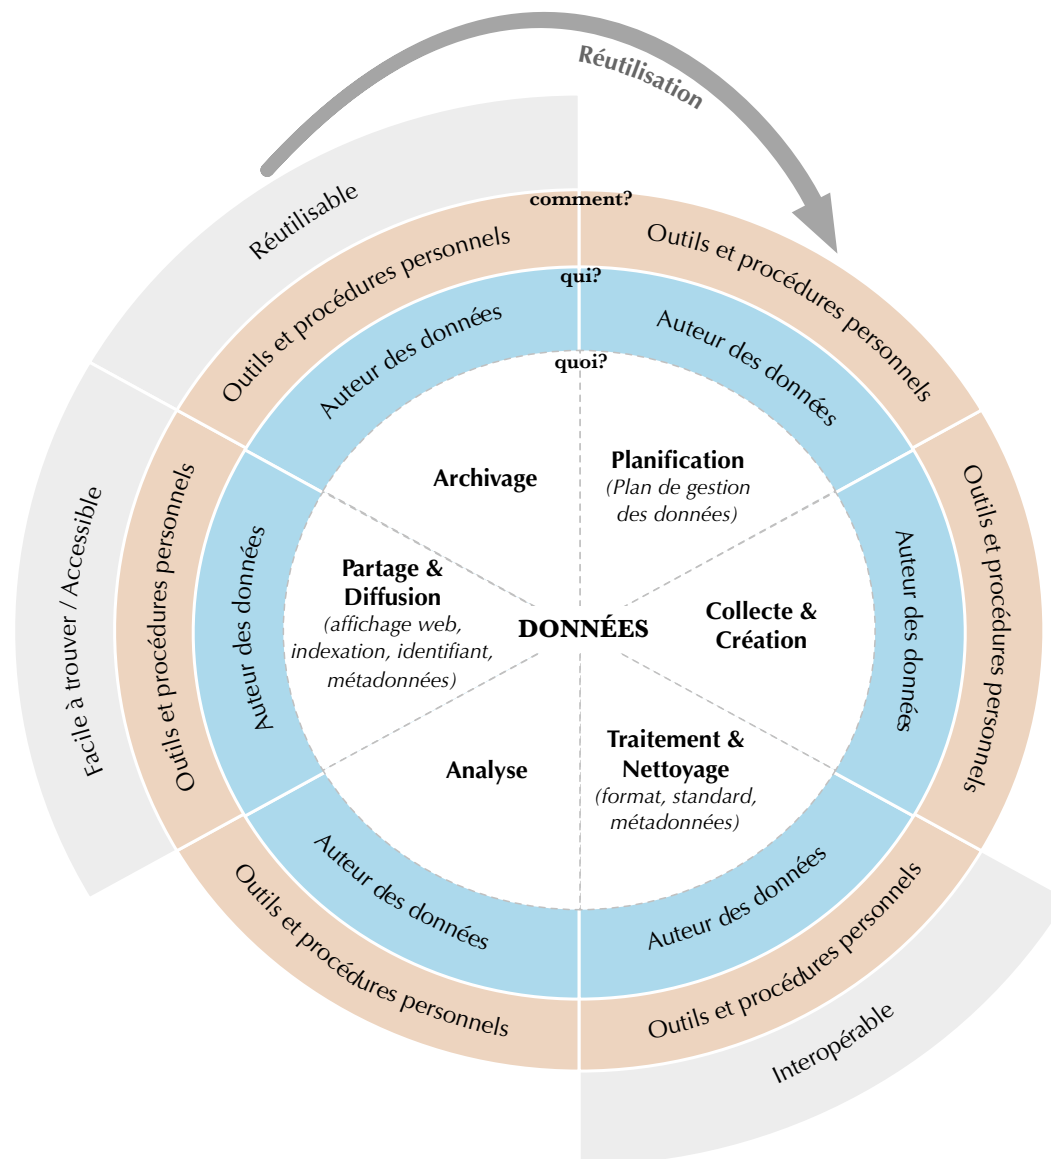 Réutilisation
Réutilisable
comment?
Outils et procédures personnels
Outils et procédures personnels
qui?
Auteur des données
Auteur des données
quoi?
Archivage
Planification
(Plan de gestion
des données)
Facile à trouver / Accessible
Outils et procédures personnels
Auteur des données
Partage &
Diffusion
(affichage web,
indexation, identifiant,
métadonnées)
DONNÉES
Collecte &
Création
Auteur des données
Outils et procédures personnels
Analyse
Traitement &
Nettoyage
(format, standard,
métadonnées)
Auteur des données
Auteur des données
Outils et procédures personnels
Outils et procédures personnels
Interopérable